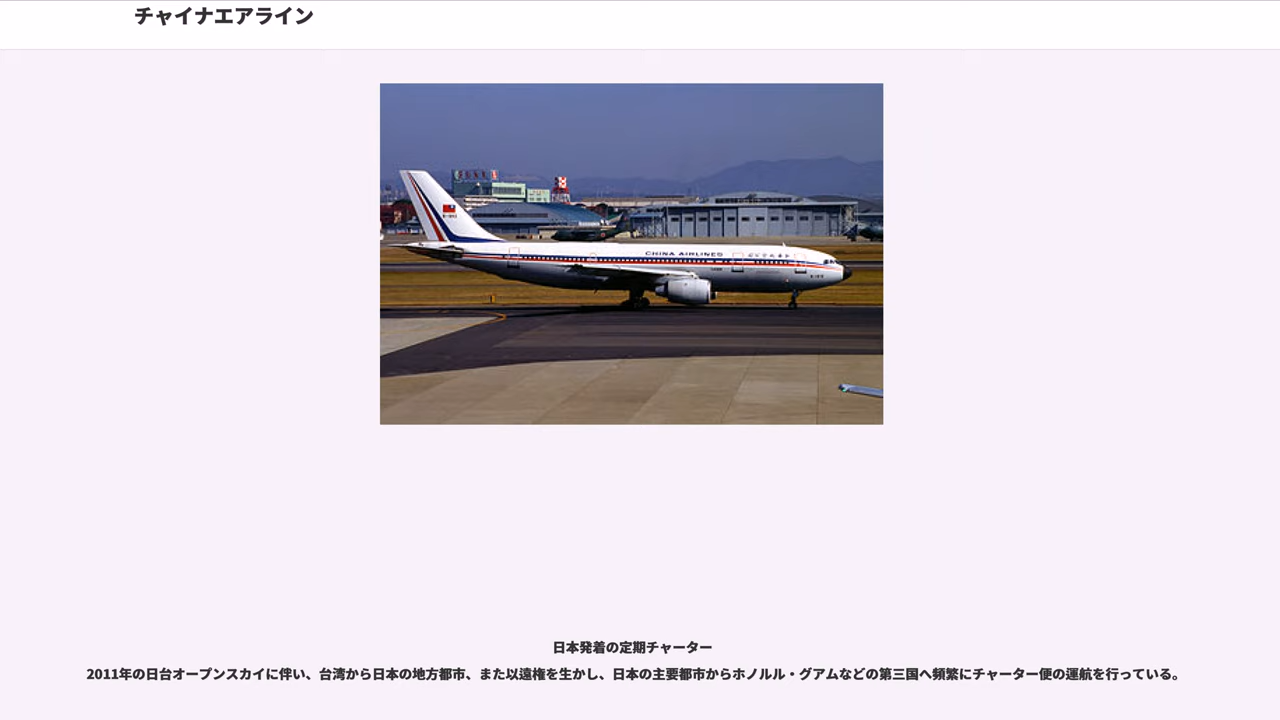 チャイナエアライン
CHINA AIRLINES
日本発着の定期チャーター
2011年の日台オープンスカイに伴い、台湾から日本の地方都市、また以遠権を生かし、日本の主要都市からホノルル・グアムなどの第三国へ頻繁にチャーター便の運航を行っている。